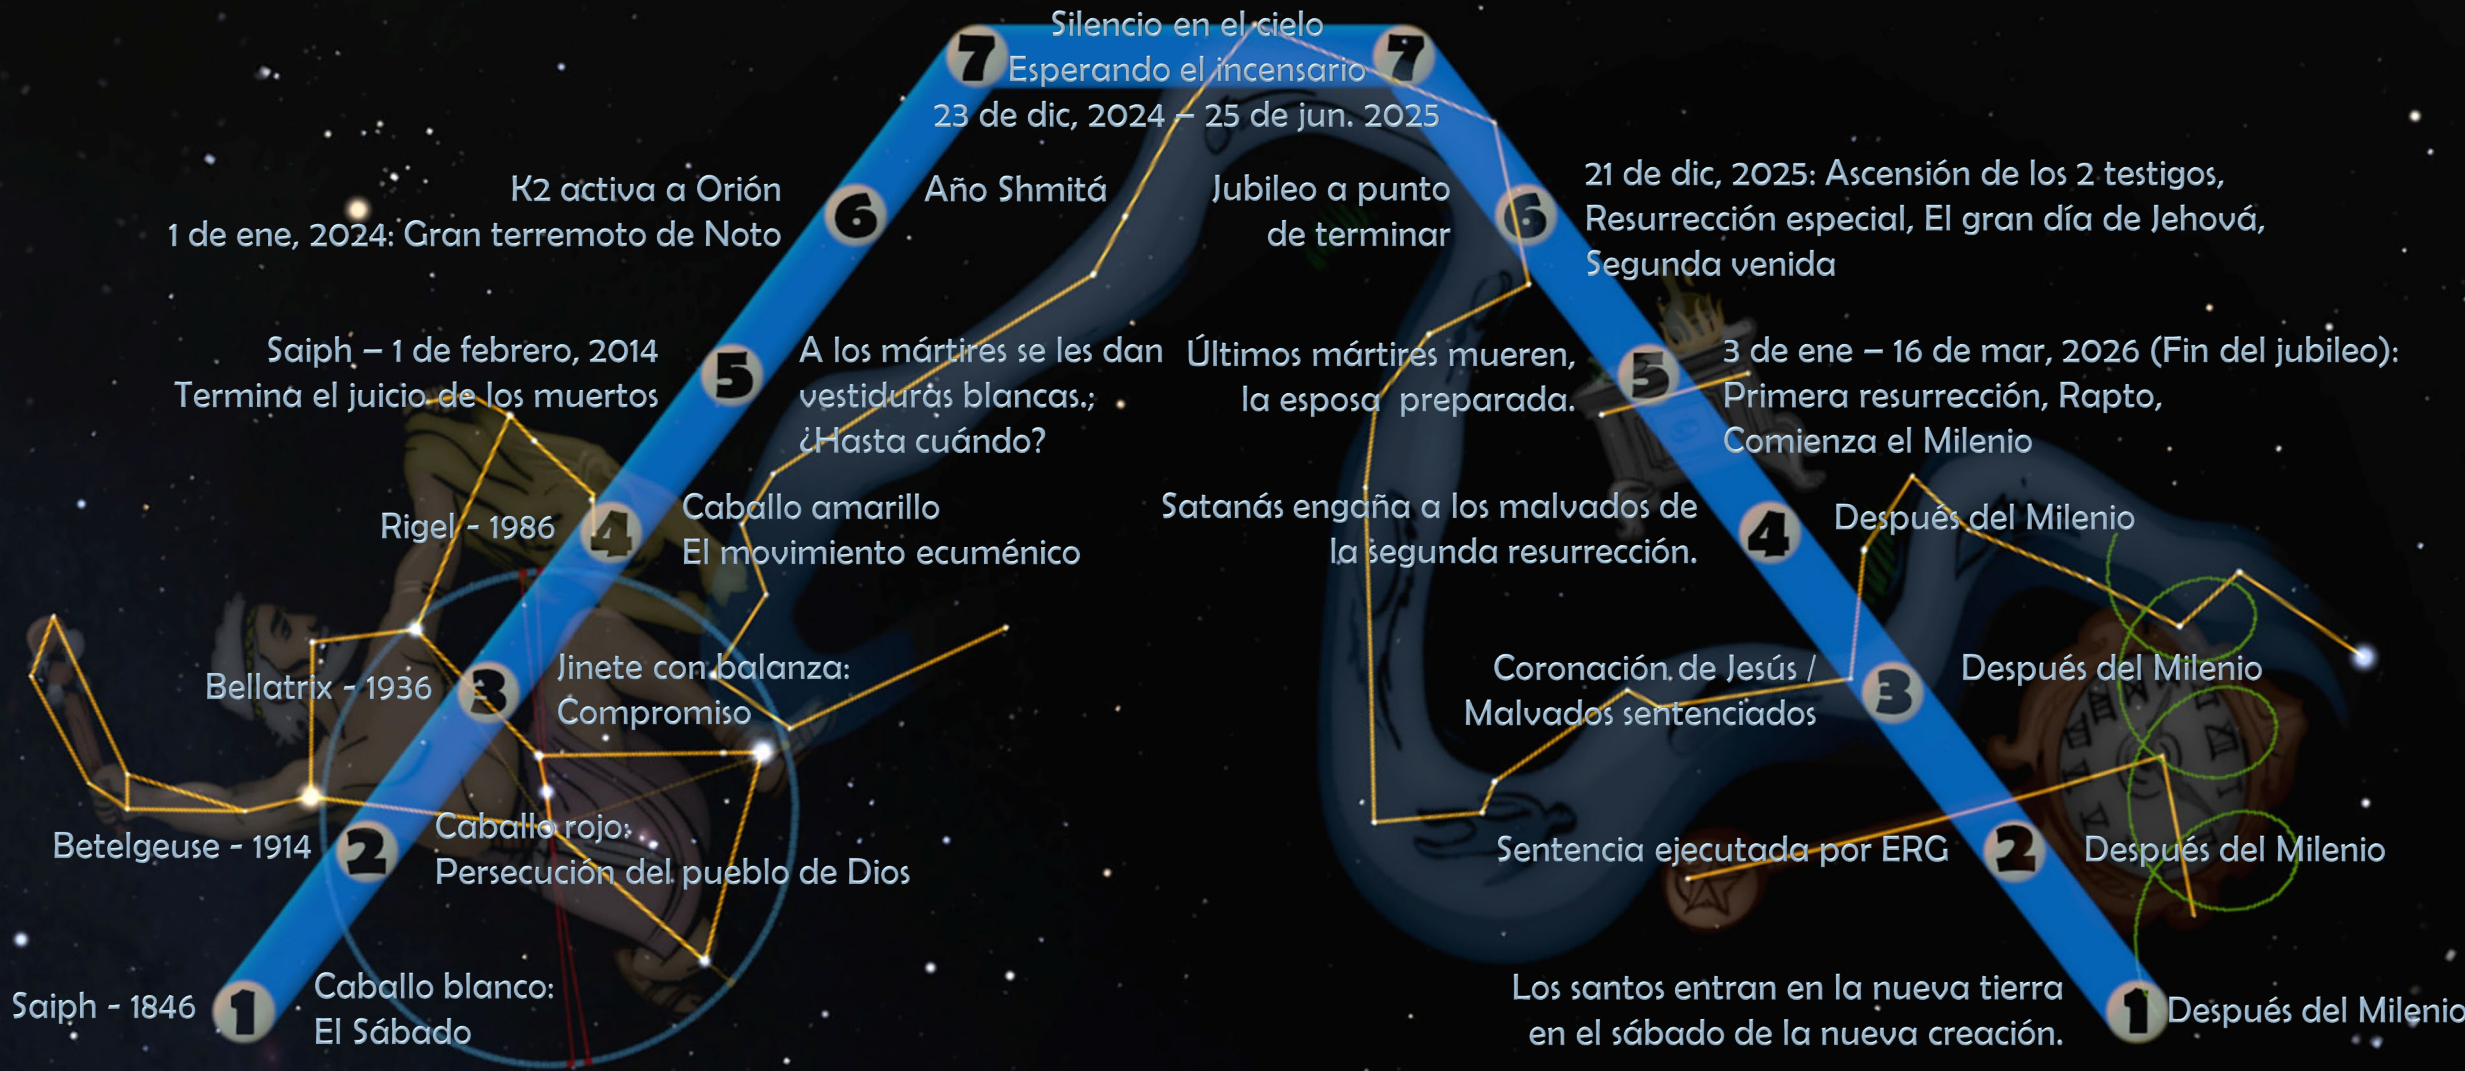 Silencio en el cielo
Esperando el incensario
23 de dic, 2024 – 25 de jun. 2025
7
7
K2 activa a Orión
1 de ene, 2024: Gran terremoto de Noto
6
Año Shmitá
Jubileo a punto
de terminar
6
21 de dic, 2025: Ascensión de los 2 testigos,
Resurrección especial, El gran día de Jehová,
Segunda venida
Saiph – 1 de febrero, 2014
Termina el juicio de los muertos
5
A los mártires se les dan
vestiduras blancas.;
¿Hasta cuándo?
Últimos mártires mueren,
la esposa preparada.
5
3 de ene – 16 de mar, 2026 (Fin del jubileo):
Primera resurrección, Rapto,
Comienza el Milenio
Rigel - 1986
4
Caballo amarillo
El movimiento ecuménico
Satanás engaña a los malvados de
la segunda resurrección.
4
Después del Milenio
Bellatrix - 1936
3
Jinete con balanza:
Compromiso
Coronación de Jesús /
Malvados sentenciados
3
Después del Milenio
Betelgeuse - 1914
2
Caballo rojo:
Persecución del pueblo de Dios
Sentencia ejecutada por ERG
2
Después del Milenio
Saiph - 1846
1
Caballo blanco:
El Sábado
Los santos entran en la nueva tierra
en el sábado de la nueva creación.
1
Después del Milenio